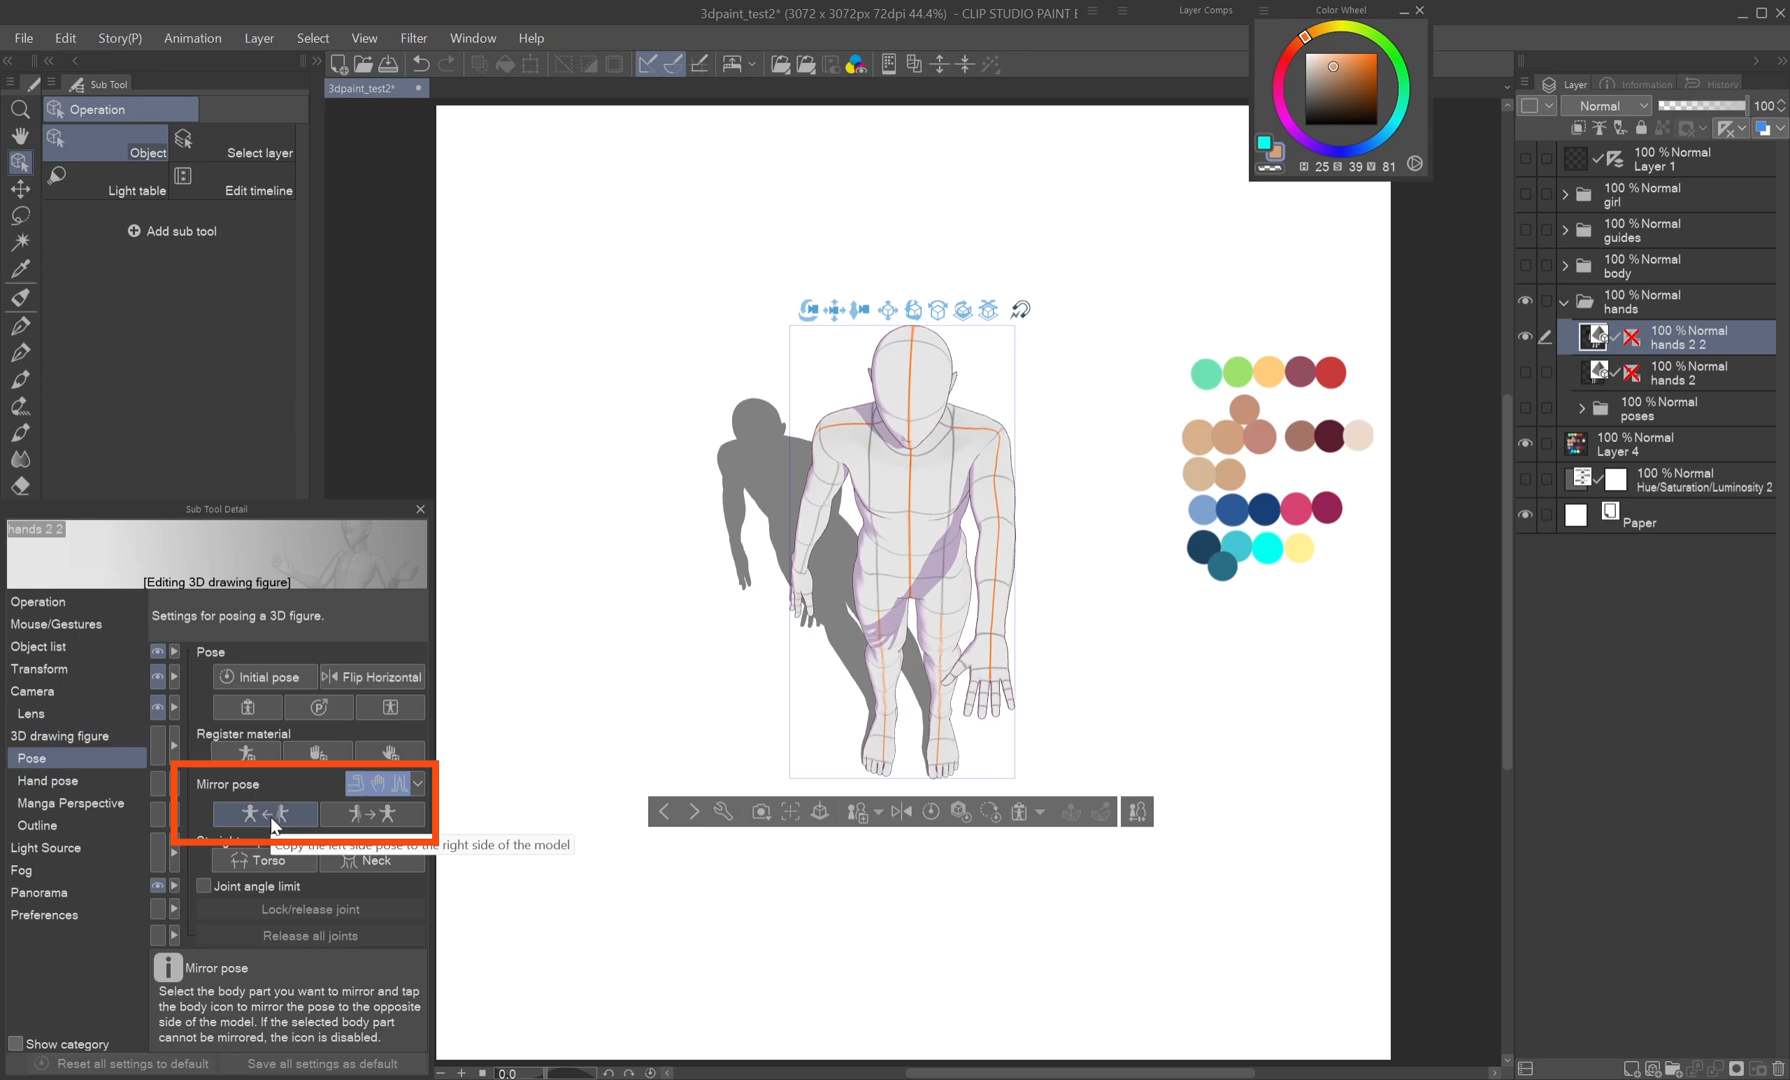 3dpaint_test2* (3072 x 3072px 72dpi 44.4%) - CLIP STUDIO PAINT E
Layer Comps
Color Wheel
File Edit Story(P) Animation Layer Select View Filter Window Help
Sub Tool
3dpaint_test2*
Operation
Object
Select layer
Light table
Edit timeline
Add sub tool
H 25 S 39 V 81
Layer
Information
History
Normal
100
100 % Normal
Layer 1
100 % Normal
girl
100 % Normal
guides
100 % Normal
body
100 % Normal
hands
100 % Normal
hands 2 2
100 % Normal
hands 2
100 % Normal
poses
100 % Normal
Layer 4
100 % Normal
Hue/Saturation/Luminosity 2
Paper
Sub Tool Detail
hands 2 2
[Editing 3D drawing figure]
Operation
Mouse/Gestures
Object list
Transform
Camera
Lens
3D drawing figure
Pose
Hand pose
Manga Perspective
Outline
Light Source
Fog
Panorama
Preferences
Settings for posing a 3D figure.
Pose
Initial pose
Flip Horizontal
Register material
Mirror pose
Copy the left side pose to the right side of the model
Torso
Neck
Joint angle limit
Lock/release joint
Release all joints
Mirror pose
Select the body part you want to mirror and tap
the body icon to mirror the pose to the opposite
side of the model. If the selected body part
cannot be mirrored, the icon is disabled.
Show category
Reset all settings to default
Save all settings as default
0.0